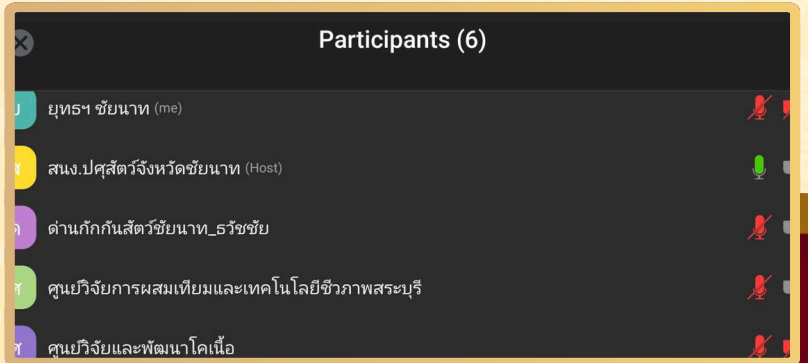 Participants (6)
ยุทธฯ ชัยนาท (me)
สนง.ปศุสัตว์จังหวัดชัยนาท (Host)
ด่านกักกันสัตว์ชัยนาท_ธวัชชัย
ศูนย์วิจัยการผสมเทียมและเทคโนโลยีชีวภาพสระบุรี
ศูนย์วิจัยและพัฒนาโคเนื้อ